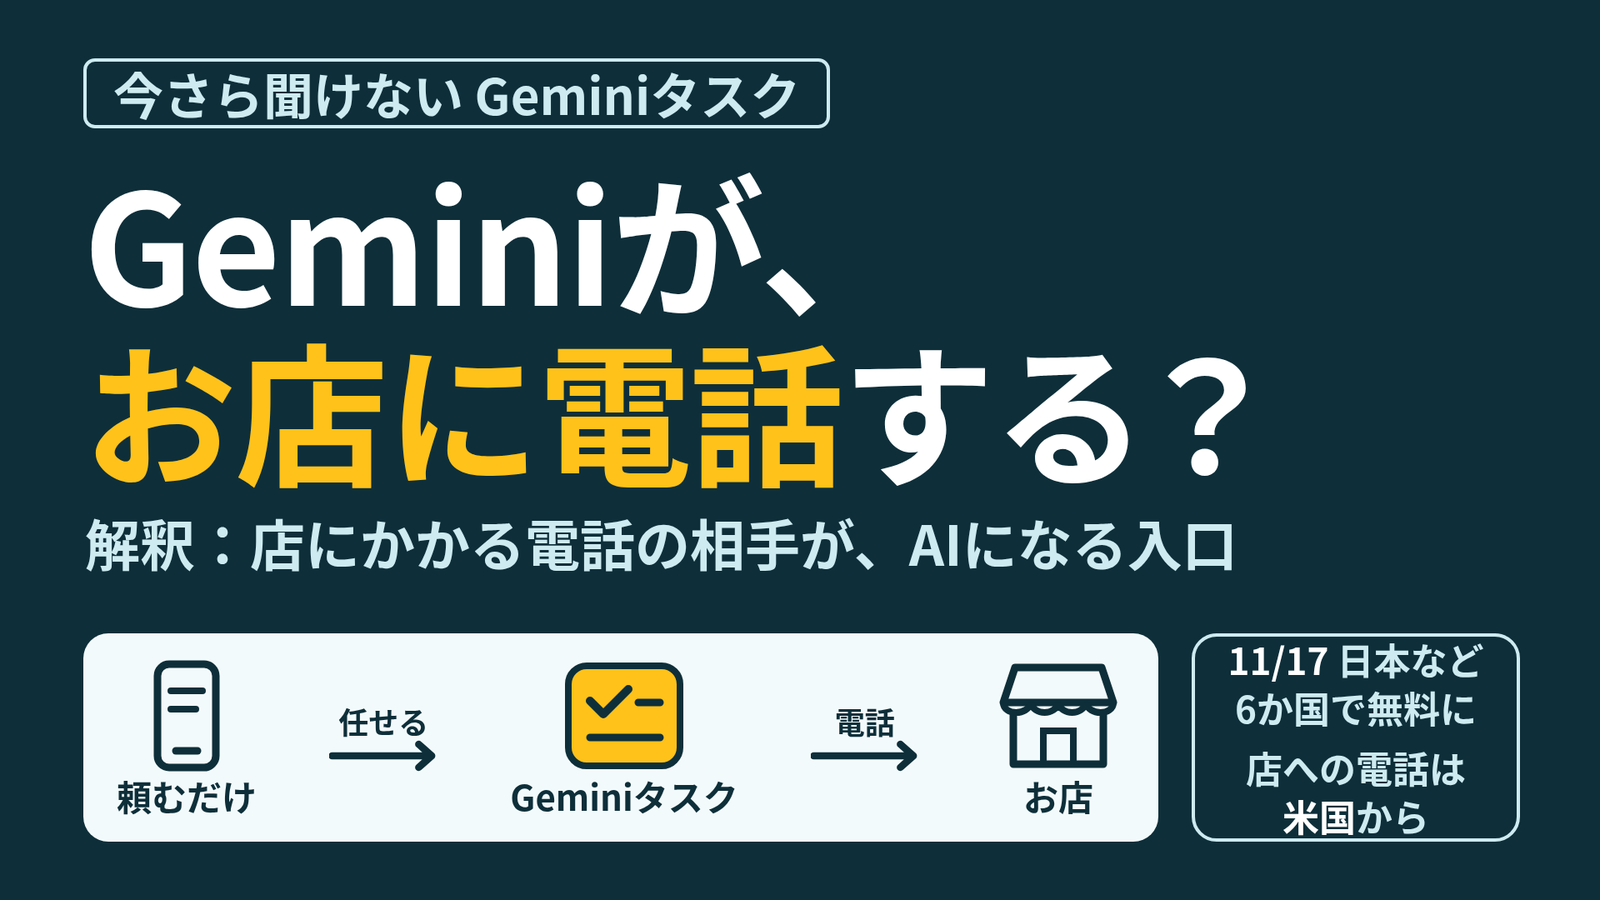 今さら聞けない Geminiタスク
Geminiが、
お店に電話する？
解釈：店にかかる電話の相手が、AIになる入口
頼むだけ
任せる
Geminiタスク
電話
お店
11/17 日本など
6か国で無料に
店への電話は
米国から